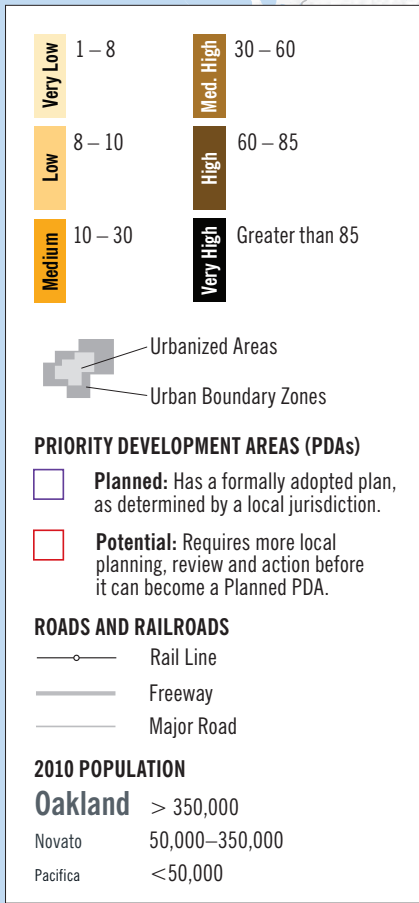 Very Low 1 – 8
Med. High 30 – 60
Low 8 – 10
High 60 – 85
Medium 10 – 30
Very High Greater than 85
Urbanized Areas
Urban Boundary Zones
PRIORITY DEVELOPMENT AREAS (PDAs)
Planned: Has a formally adopted plan,
as determined by a local jurisdiction.
Potential: Requires more local
planning, review and action before
it can become a Planned PDA.
ROADS AND RAILROADS
Rail Line
Freeway
Major Road
2010 POPULATION
Oakland > 350,000
Novato 50,000–350,000
Pacifica <50,000